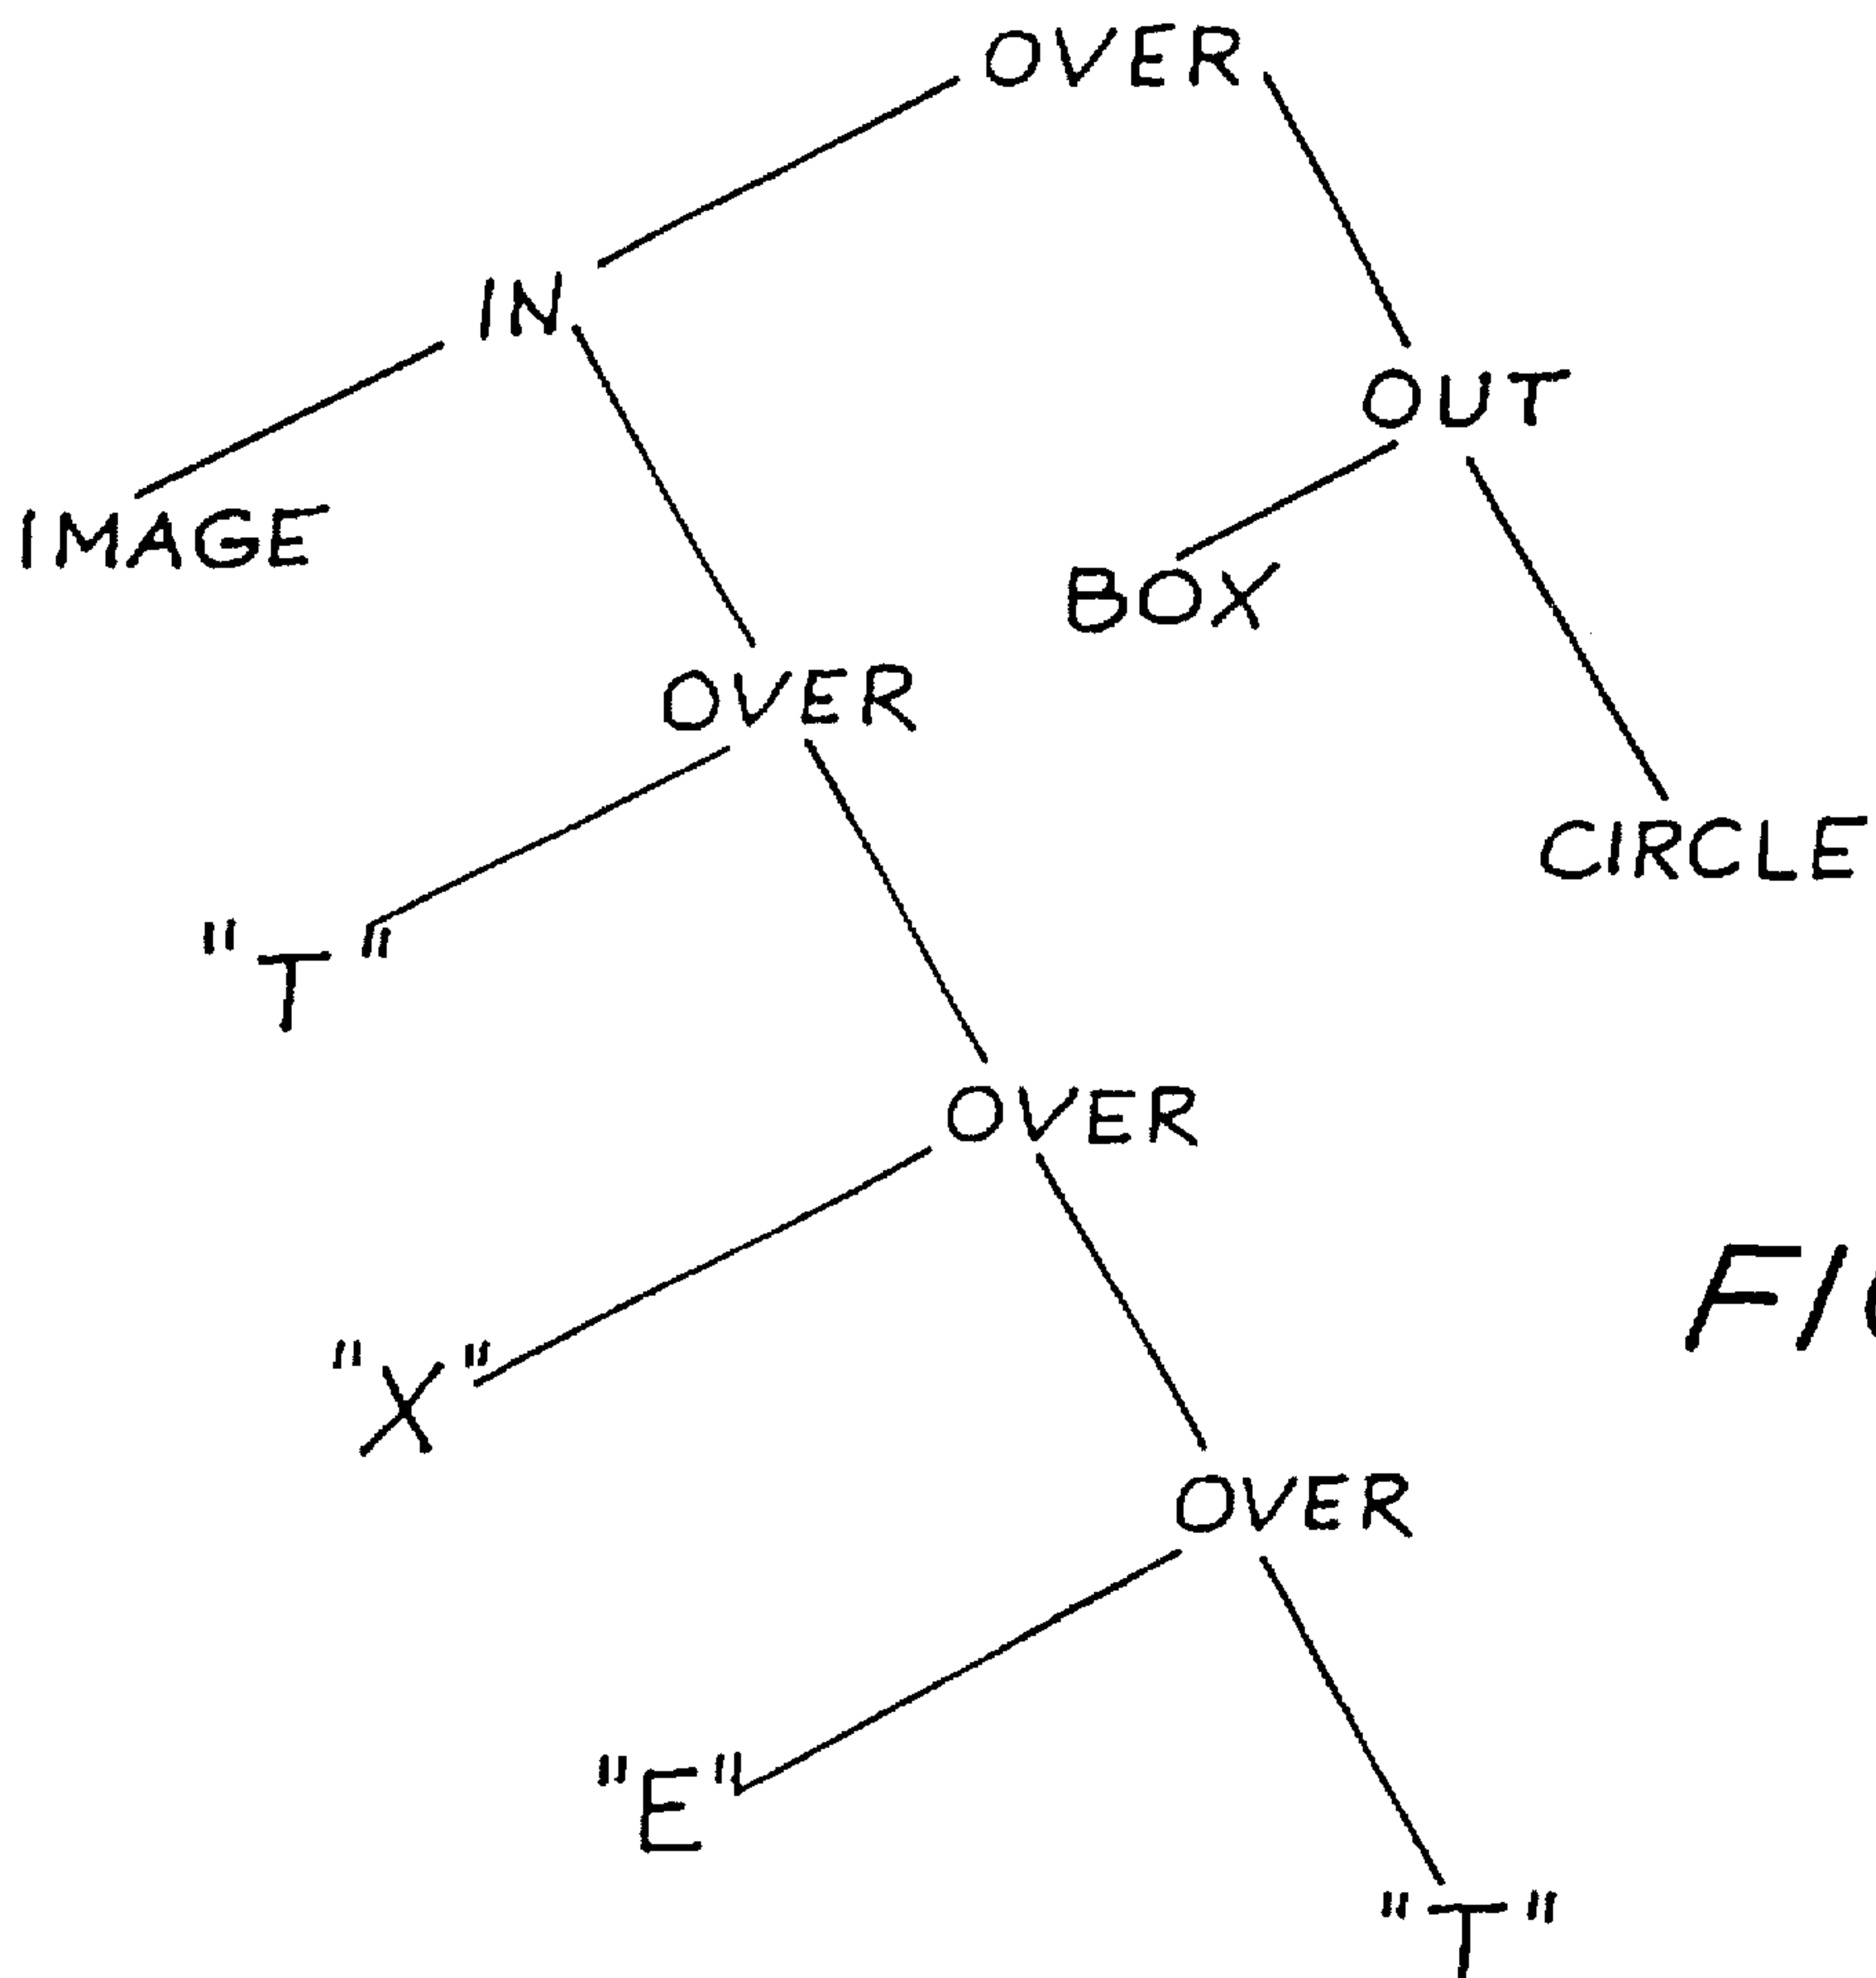 OVER
IN
OUT
IMAGE
BOX
OVER
CIRCLE
"T"
OVER
"X"
OVER
"E"
"T"